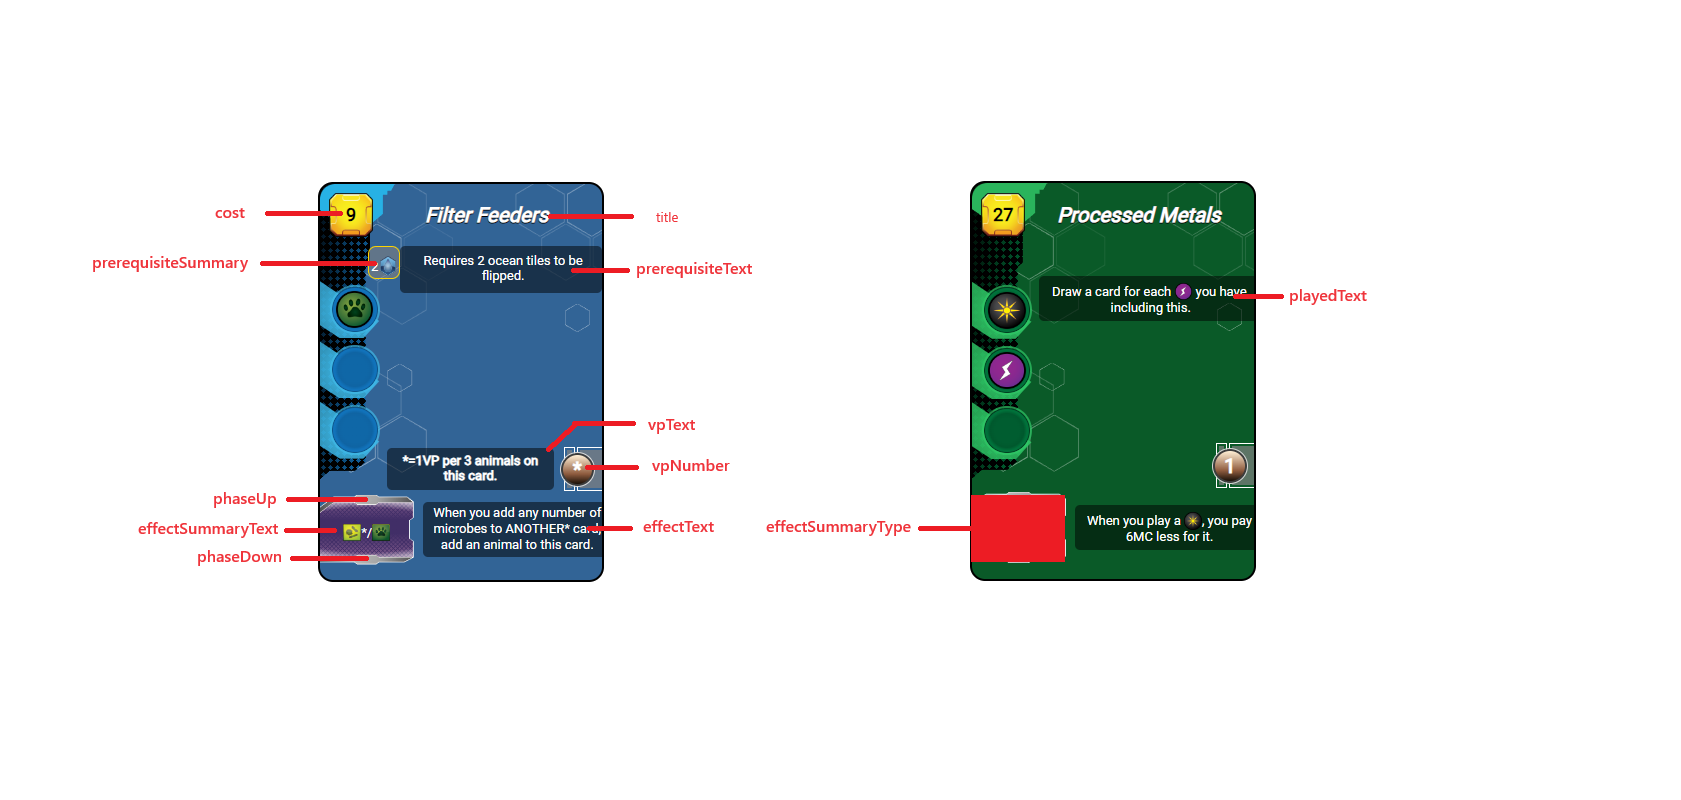 cost
9
Filter Feeders
title
prerequisiteSummary
2
Requires 2 ocean tiles to be
flipped.
prerequisiteText
*=1VP per 3 animals on
this card.
*
vpText
vpNumber
phaseUp
effectSummaryText
*/
phaseDown
When you add any number of
microbes to ANOTHER* card,
add an animal to this card.
effectText
27
Processed Metals
Draw a card for each you have
including this.
playedText
1
effectSummaryType
When you play a , you pay
6MC less for it.